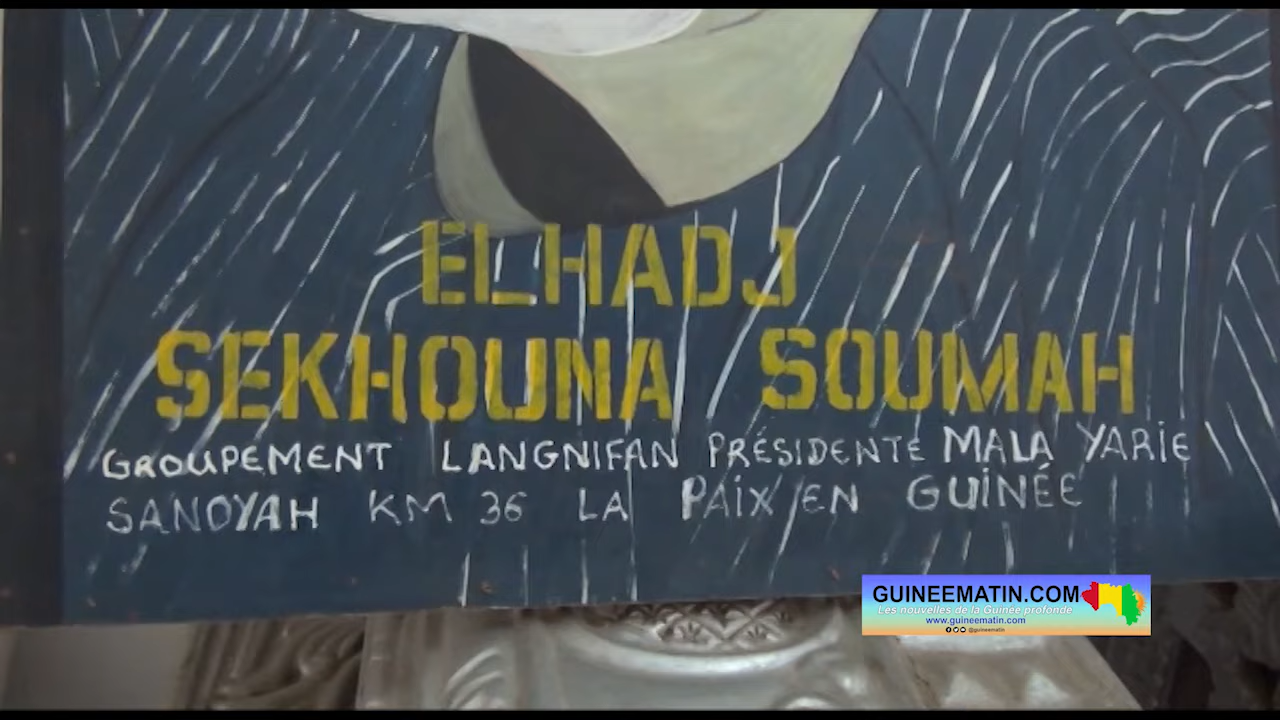 ELHADJ
SEKHOUNA SOUMAH
GROUPEMENT LANGNIFAN PRÉSIDENTE MALA YARIE
SANOYAH KM 36 LA PAIX EN GUINÉE
GUINEEMATIN.COM
Les nouvelles de la Guinée profonde
www.guineematin.com
@guineematin